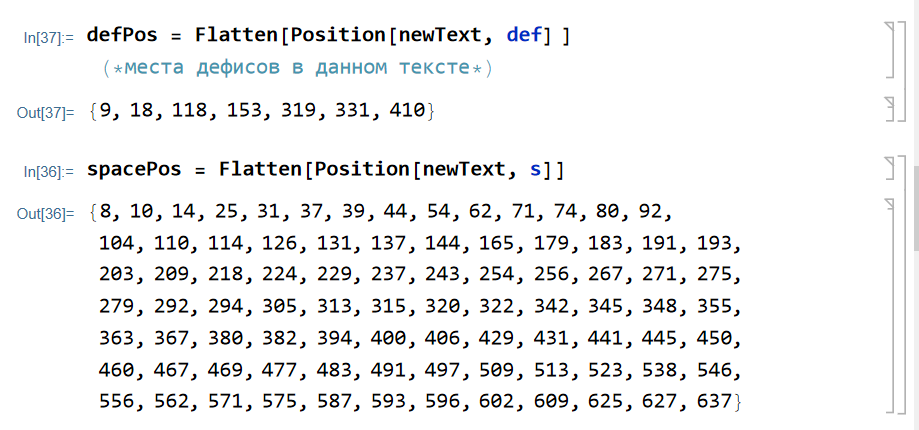 In[37]:= defPos = Flatten[Position[newText, def] ]
(*места дефисов в данном тексте*)
Out[37]= {9, 18, 118, 153, 319, 331, 410}
In[36]:= spacePos = Flatten[Position[newText, s]]
Out[36]= {8, 10, 14, 25, 31, 37, 39, 44, 54, 62, 71, 74, 80, 92,
104, 110, 114, 126, 131, 137, 144, 165, 179, 183, 191, 193,
203, 209, 218, 224, 229, 237, 243, 254, 256, 267, 271, 275,
279, 292, 294, 305, 313, 315, 320, 322, 342, 345, 348, 355,
363, 367, 380, 382, 394, 400, 406, 429, 431, 441, 445, 450,
460, 467, 469, 477, 483, 491, 497, 509, 513, 523, 538, 546,
556, 562, 571, 575, 587, 593, 596, 602, 609, 625, 627, 637}